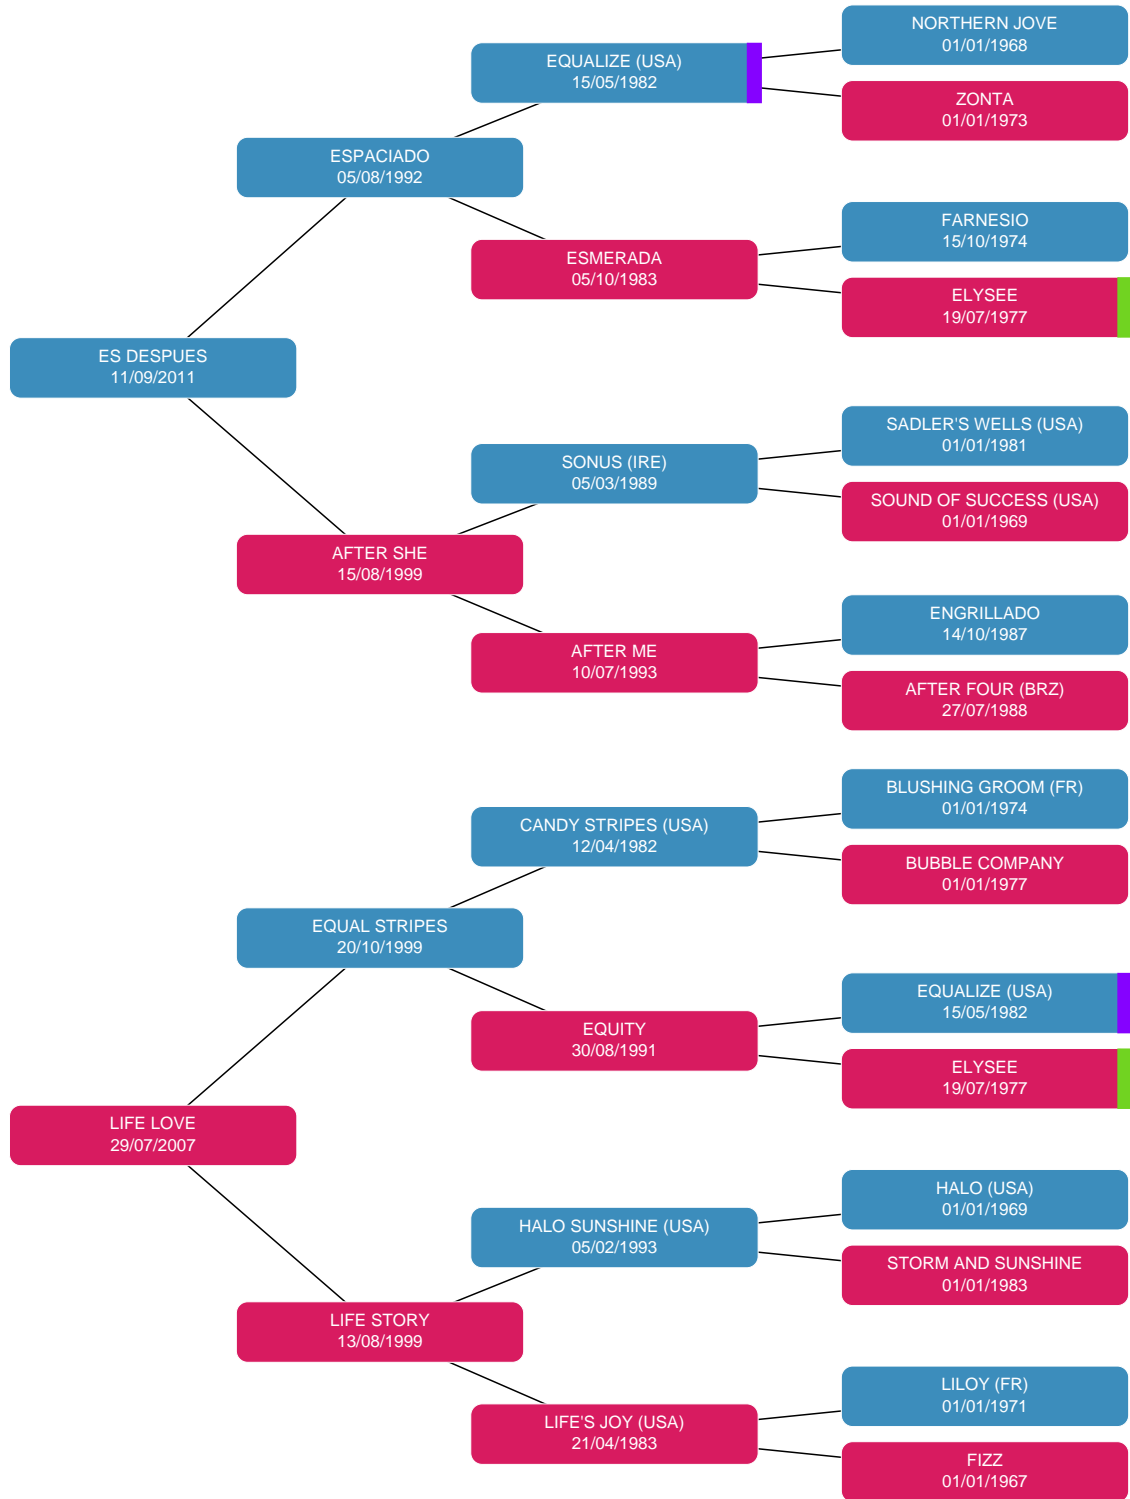 NORTHERN JOVE
01/01/1968
EQUALIZE (USA)
15/05/1982
ZONTA
01/01/1973
ESPACIADO
05/08/1992
FARNESIO
15/10/1974
ESMERADA
05/10/1983
ELYSEE
19/07/1977
ES DESPUES
11/09/2011
SADLER'S WELLS (USA)
01/01/1981
SONUS (IRE)
05/03/1989
SOUND OF SUCCESS (USA)
01/01/1969
AFTER SHE
15/08/1999
ENGRILLADO
14/10/1987
AFTER ME
10/07/1993
AFTER FOUR (BRZ)
27/07/1988
BLUSHING GROOM (FR)
01/01/1974
CANDY STRIPES (USA)
12/04/1982
BUBBLE COMPANY
01/01/1977
EQUAL STRIPES
20/10/1999
EQUALIZE (USA)
15/05/1982
EQUITY
30/08/1991
ELYSEE
19/07/1977
LIFE LOVE
29/07/2007
HALO (USA)
01/01/1969
HALO SUNSHINE (USA)
05/02/1993
STORM AND SUNSHINE
01/01/1983
LIFE STORY
13/08/1999
LILOY (FR)
01/01/1971
LIFE'S JOY (USA)
21/04/1983
FIZZ
01/01/1967